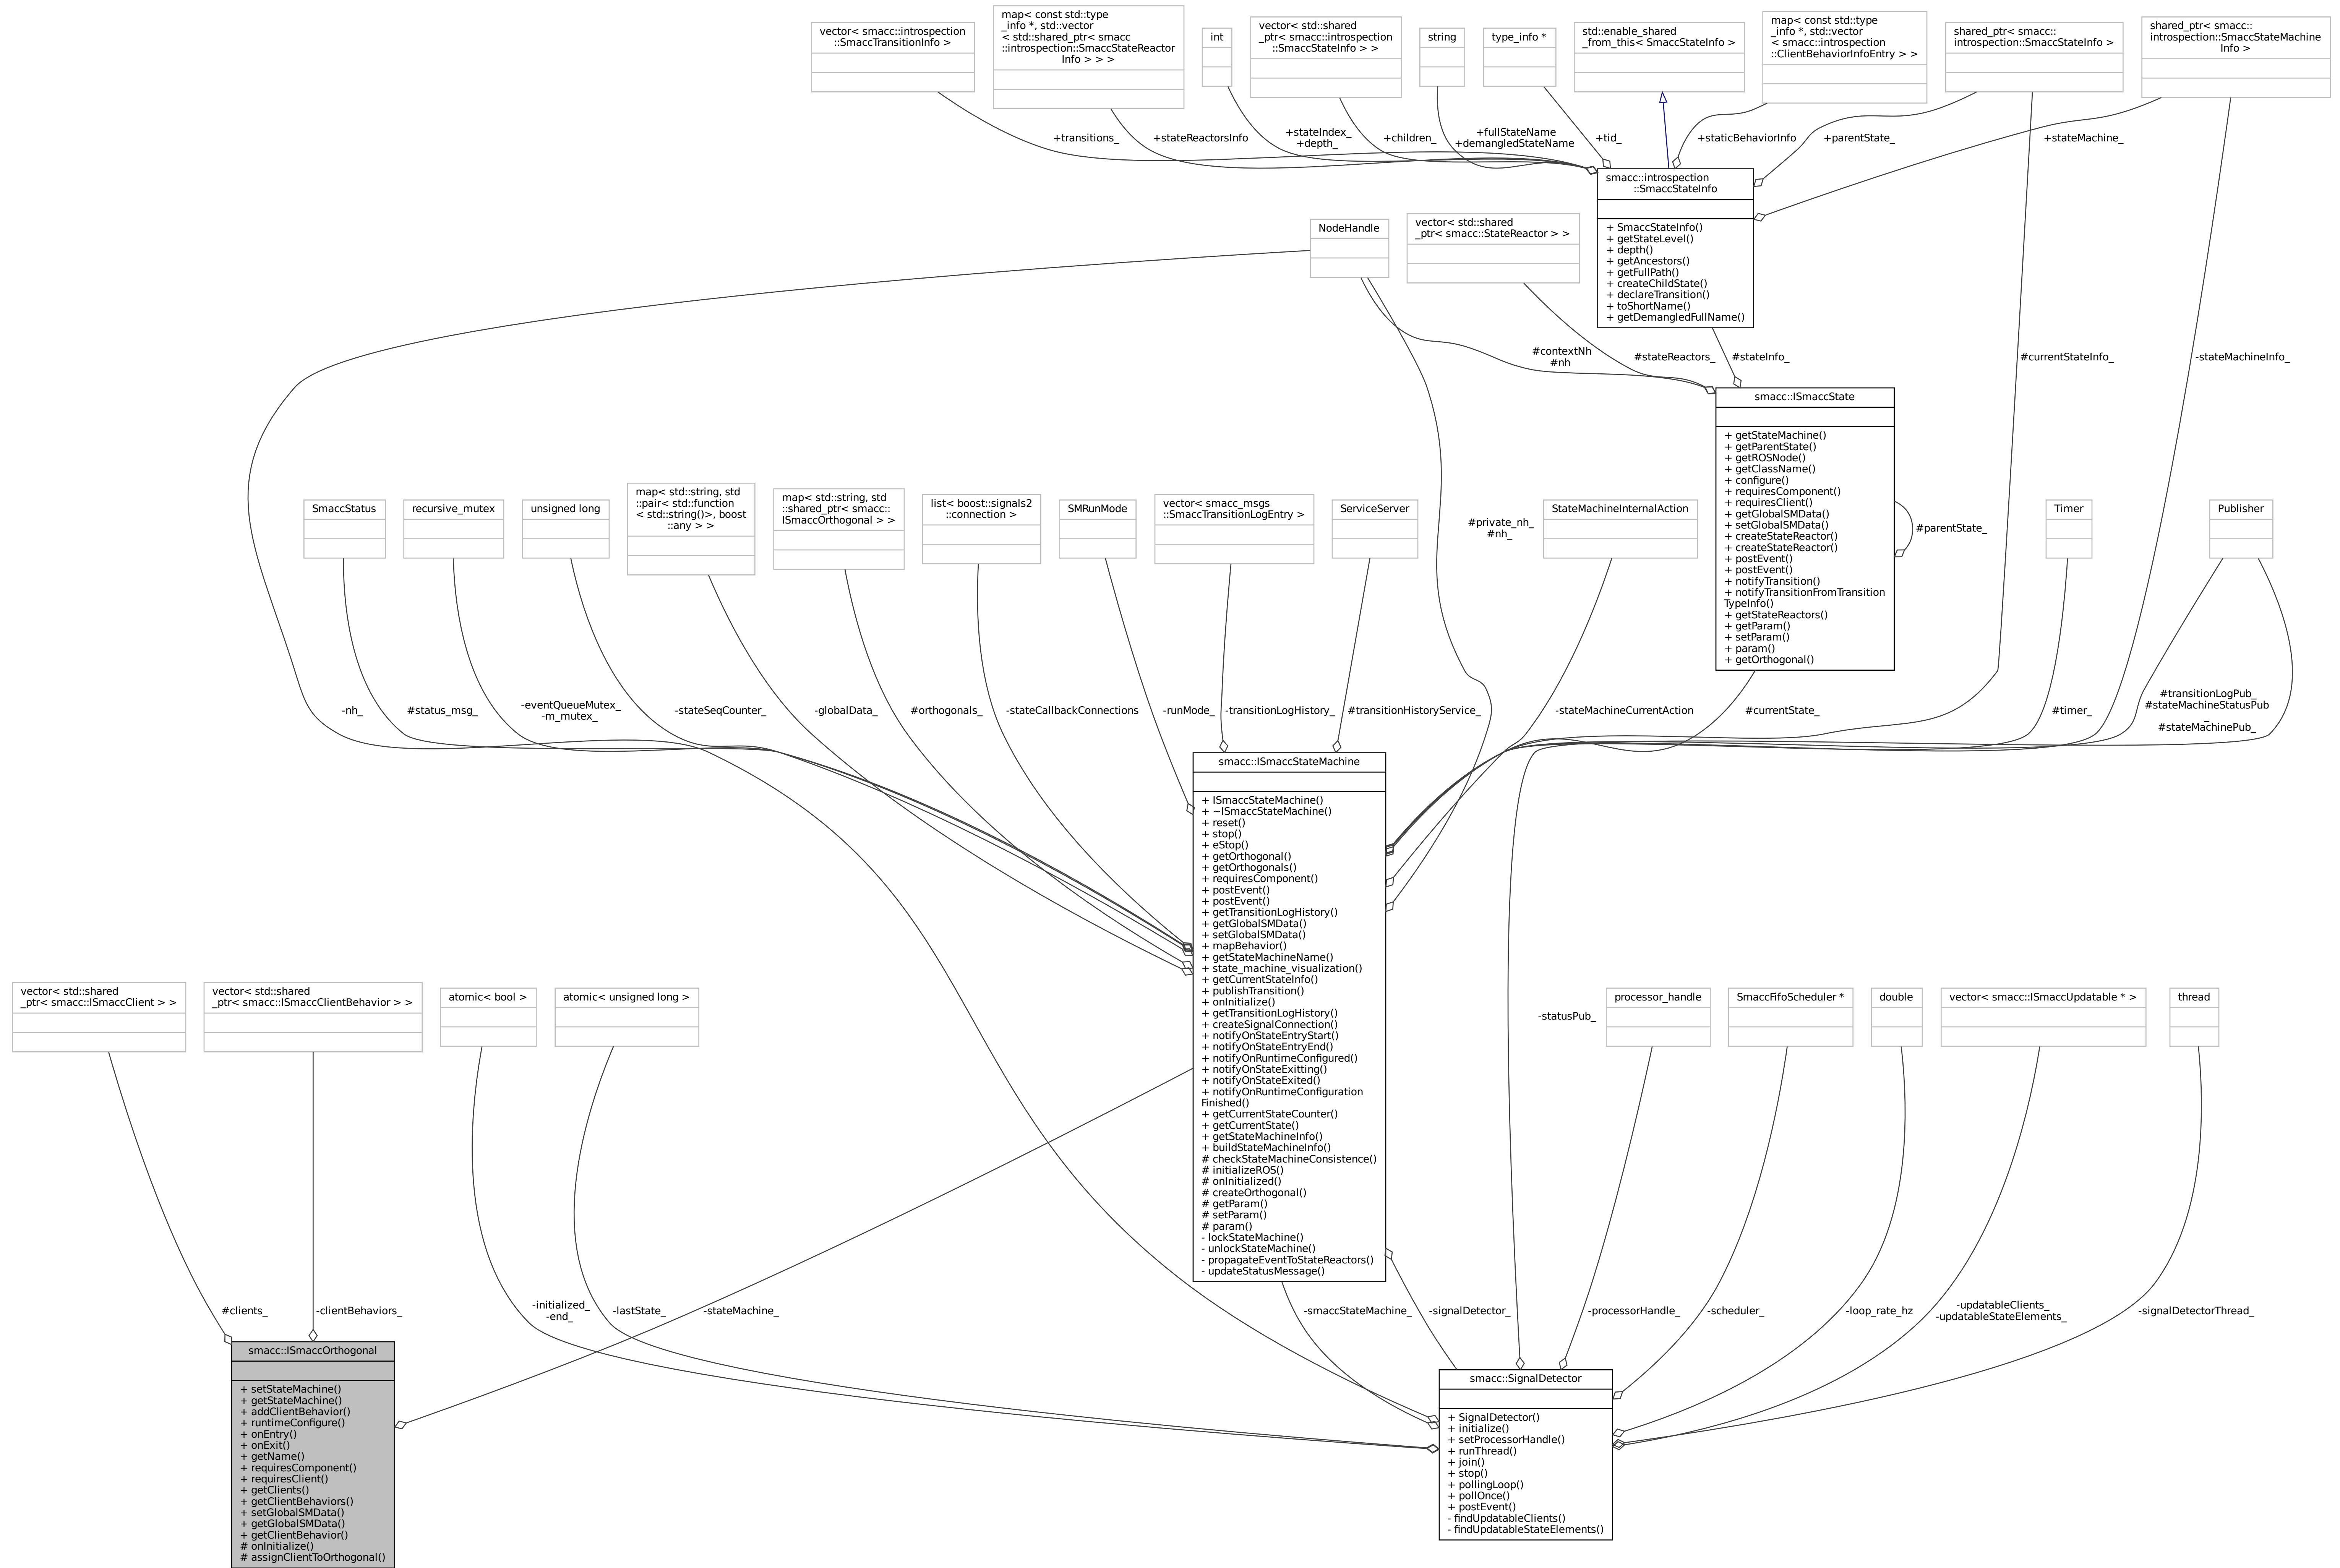 vector< smacc::introspection
::SmaccTransitionInfo >
map< const std::type
_info *, std::vector
< std::shared_ptr< smacc
::introspection::SmaccStateReactor
Info > > >
int
vector< std::shared
_ptr< smacc::introspection
::SmaccStateInfo > >
string
type_info *
std::enable_shared
_from_this< SmaccStateInfo >
map< const std::type
_info *, std::vector
< smacc::introspection
::ClientBehaviorInfoEntry > >
shared_ptr< smacc::
introspection::SmaccStateInfo >
shared_ptr< smacc::
introspection::SmaccStateMachine
Info >
+transitions_
+stateReactorsInfo
+stateIndex_
+depth_
+children_
+fullStateName
+demangledStateName
+tid_
+staticBehaviorInfo
+parentState_
+stateMachine_
smacc::introspection
::SmaccStateInfo
+ SmaccStateInfo()
+ getStateLevel()
+ depth()
+ getAncestors()
+ getFullPath()
+ createChildState()
+ declareTransition()
+ toShortName()
+ getDemangledFullName()
NodeHandle
vector< std::shared
_ptr< smacc::StateReactor > >
#contextNh
#nh
#stateReactors_
#stateInfo_
#currentStateInfo_
-stateMachineInfo_
smacc::ISmaccState
+ getStateMachine()
+ getParentState()
+ getROSNode()
+ getClassName()
+ configure()
+ requiresComponent()
+ requiresClient()
+ getGlobalSMData()
+ setGlobalSMData()
+ createStateReactor()
+ createStateReactor()
+ postEvent()
+ postEvent()
+ notifyTransition()
+ notifyTransitionFromTransition
TypeInfo()
+ getStateReactors()
+ getParam()
+ setParam()
+ param()
+ getOrthogonal()
#parentState_
SmaccStatus
recursive_mutex
unsigned long
map< std::string, std
::pair< std::function
< std::string()>, boost
::any > >
map< std::string, std
::shared_ptr< smacc::
ISmaccOrthogonal > >
list< boost::signals2
::connection >
SMRunMode
vector< smacc_msgs
::SmaccTransitionLogEntry >
ServiceServer
#private_nh_
#nh_
StateMachineInternalAction
Timer
Publisher
-nh_
#status_msg_
-eventQueueMutex_
-m_mutex_
-stateSeqCounter_
-globalData_
#orthogonals_
-stateCallbackConnections
-runMode_
-transitionLogHistory_
#transitionHistoryService_
-stateMachineCurrentAction
#currentState_
#timer_
#transitionLogPub_
#stateMachineStatusPub
_
#stateMachinePub_
smacc::ISmaccStateMachine
+ ISmaccStateMachine()
+ ~ISmaccStateMachine()
+ reset()
+ stop()
+ eStop()
+ getOrthogonal()
+ getOrthogonals()
+ requiresComponent()
+ postEvent()
+ postEvent()
+ getTransitionLogHistory()
+ getGlobalSMData()
+ setGlobalSMData()
+ mapBehavior()
+ getStateMachineName()
+ state_machine_visualization()
+ getCurrentStateInfo()
+ publishTransition()
+ onInitialize()
+ getTransitionLogHistory()
+ createSignalConnection()
+ notifyOnStateEntryStart()
+ notifyOnStateEntryEnd()
+ notifyOnRuntimeConfigured()
+ notifyOnStateExitting()
+ notifyOnStateExited()
+ notifyOnRuntimeConfiguration
Finished()
+ getCurrentStateCounter()
+ getCurrentState()
+ getStateMachineInfo()
+ buildStateMachineInfo()
# checkStateMachineConsistence()
# initializeROS()
# onInitialized()
# createOrthogonal()
# getParam()
# setParam()
# param()
- lockStateMachine()
- unlockStateMachine()
- propagateEventToStateReactors()
- updateStatusMessage()
vector< std::shared
_ptr< smacc::ISmaccClient > >
vector< std::shared
_ptr< smacc::ISmaccClientBehavior > >
atomic< bool >
atomic< unsigned long >
-statusPub_
processor_handle
SmaccFifoScheduler *
double
vector< smacc::ISmaccUpdatable * >
thread
#clients_
-clientBehaviors_
-initialized_
-end_
-lastState_
-stateMachine_
-smaccStateMachine_
-signalDetector_
-processorHandle_
-scheduler_
-loop_rate_hz
-updatableClients_
-updatableStateElements_
-signalDetectorThread_
smacc::ISmaccOrthogonal
+ setStateMachine()
+ getStateMachine()
+ addClientBehavior()
+ runtimeConfigure()
+ onEntry()
+ onExit()
+ getName()
+ requiresComponent()
+ requiresClient()
+ getClients()
+ getClientBehaviors()
+ setGlobalSMData()
+ getGlobalSMData()
+ getClientBehavior()
# onInitialize()
# assignClientToOrthogonal()
smacc::SignalDetector
+ SignalDetector()
+ initialize()
+ setProcessorHandle()
+ runThread()
+ join()
+ stop()
+ pollingLoop()
+ pollOnce()
+ postEvent()
- findUpdatableClients()
- findUpdatableStateElements()